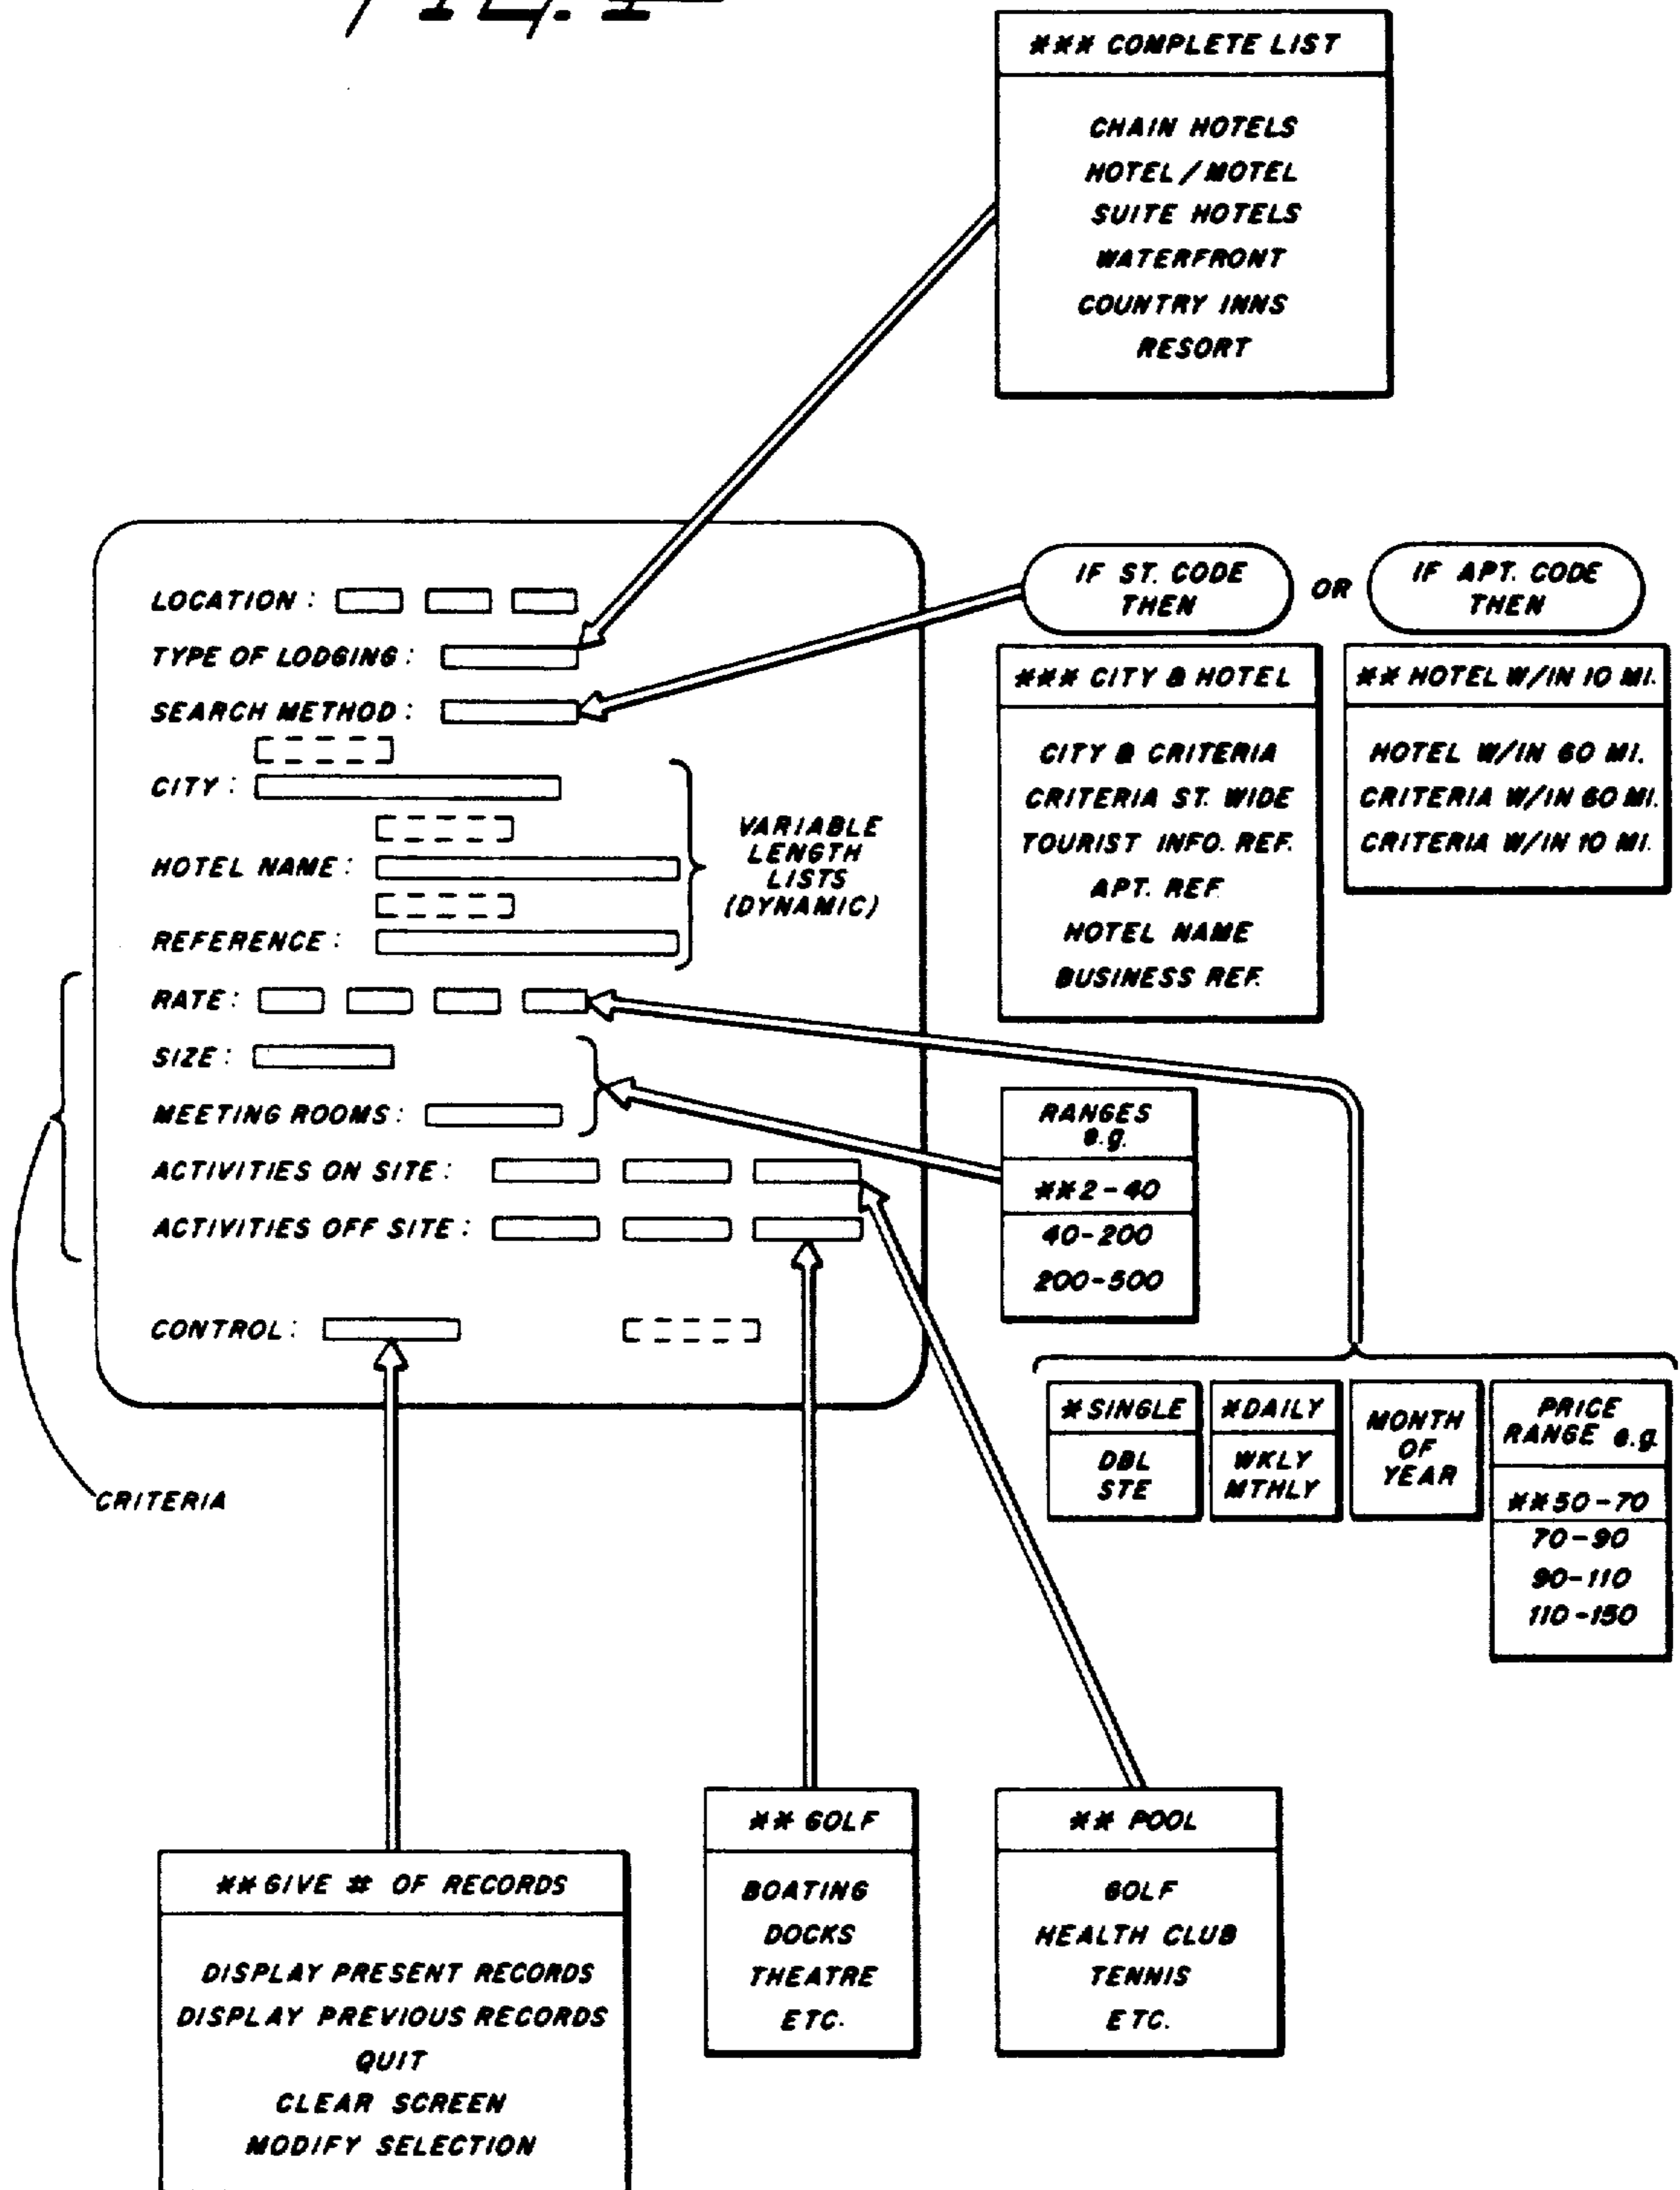 FIG. 1
*** COMPLETE LIST
CHAIN HOTELS
HOTEL / MOTEL
SUITE HOTELS
WATERFRONT
COUNTRY INNS
RESORT
LOCATION:
TYPE OF LODGING:
SEARCH METHOD:
CITY:
HOTEL NAME:
REFERENCE:
VARIABLE
LENGTH
LISTS
(DYNAMIC)
RATE:
SIZE:
MEETING ROOMS:
ACTIVITIES ON SITE:
ACTIVITIES OFF SITE:
CONTROL:
CRITERIA
IF ST. CODE
THEN
OR
IF APT. CODE
THEN
*** CITY & HOTEL
CITY & CRITERIA
CRITERIA ST. WIDE
TOURIST INFO. REF.
APT. REF.
HOTEL NAME
BUSINESS REF.
** HOTEL W/IN 10 MI.
HOTEL W/IN 60 MI.
CRITERIA W/IN 60 MI.
CRITERIA W/IN 10 MI.
RANGES
e.g.
**2-40
40-200
200-500
*SINGLE
DBL
STE
*DAILY
WKLY
MTHLY
MONTH
OF
YEAR
PRICE
RANGE e.g.
**50-70
70-90
90-110
110-150
** GIVE # OF RECORDS
DISPLAY PRESENT RECORDS
DISPLAY PREVIOUS RECORDS
QUIT
CLEAR SCREEN
MODIFY SELECTION
** GOLF
BOATING
DOCKS
THEATRE
ETC.
** POOL
GOLF
HEALTH CLUB
TENNIS
ETC.